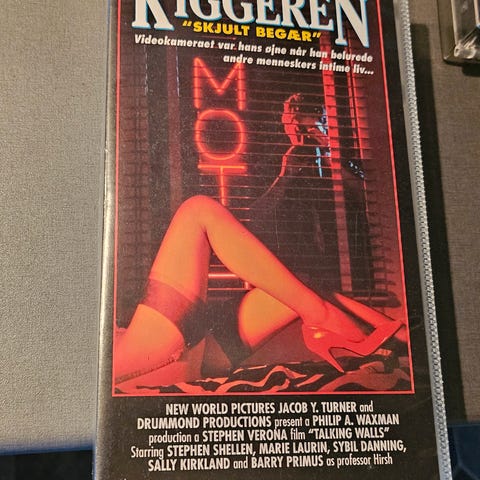 KIGGEREN
"SKJULT BEGÆR"
Videokameraet var hans øjne når han belurede
andre menneskers intime liv...
MOT
NEW WORLD PICTURES JACOB Y. TURNER and
DRUMMOND PRODUCTIONS present a PHILIP A. WAXMAN
production a STEPHEN VERONA film "TALKING WALLS"
Starring STEPHEN SHELLEN, MARIE LAURIN, SYBIL DANNING,
SALLY KIRKLAND and BARRY PRIMUS as professor Hirsh